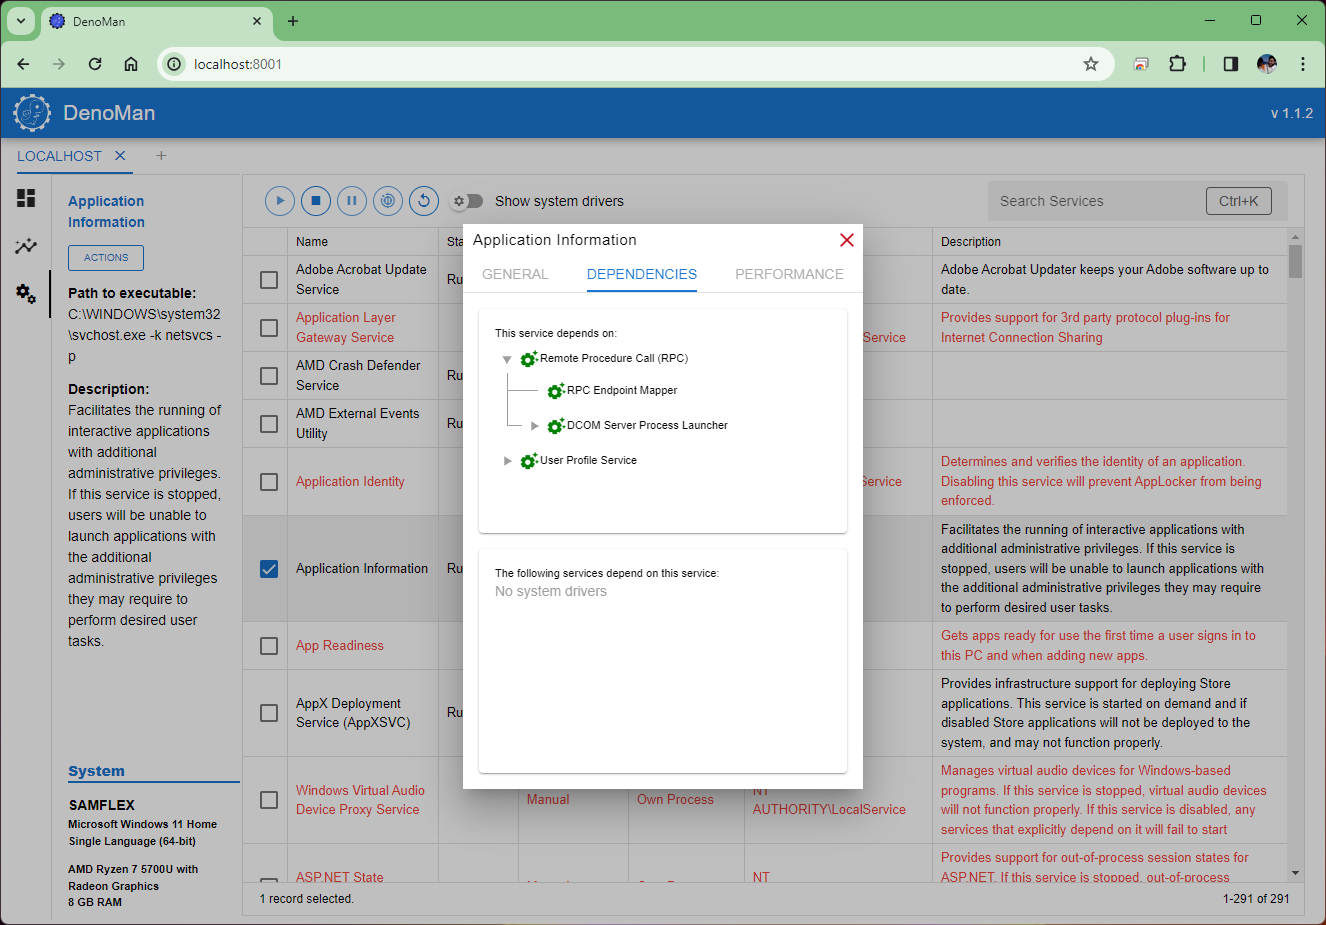 DenoMan
localhost:8001
DenoMan
v 1.1.2
LOCALHOST
Application
Information
ACTIONS
Path to executable:
C:\WINDOWS\system32
\svchost.exe -k netsvcs -
p
Description:
Facilitates the running of
interactive applications
with additional
administrative privileges.
If this service is stopped,
users will be unable to
launch applications with
the additional
administrative privileges
they may require to
perform desired user
tasks.
System
SAMFLEX
Microsoft Windows 11 Home
Single Language (64-bit)
AMD Ryzen 7 5700U with
Radeon Graphics
8 GB RAM
Show system drivers
Search Services
Ctrl+K
Name
Sta
Description
Adobe Acrobat Update
Service
Ru
Adobe Acrobat Updater keeps your Adobe software up to
date.
Application Layer
Gateway Service
Service
Provides support for 3rd party protocol plug-ins for
Internet Connection Sharing
AMD Crash Defender
Service
Ru
AMD External Events
Utility
Ru
Application Identity
Service
Determines and verifies the identity of an application.
Disabling this service will prevent AppLocker from being
enforced.
Application Information
Ru
Facilitates the running of interactive applications with
additional administrative privileges. If this service is
stopped, users will be unable to launch applications with
the additional administrative privileges they may require
to perform desired user tasks.
App Readiness
Gets apps ready for use the first time a user signs in to
this PC and when adding new apps.
AppX Deployment
Service (AppXSVC)
Ru
Provides infrastructure support for deploying Store
applications. This service is started on demand and if
disabled Store applications will not be deployed to the
system, and may not function properly.
Windows Virtual Audio
Device Proxy Service
Manual
Own Process
NT
AUTHORITY\LocalService
Manages virtual audio devices for Windows-based
programs. If this service is stopped, virtual audio devices
will not function properly. If this service is disabled, any
services that explicitly depend on it will fail to start
ASP.NET State
NT
Provides support for out-of-process session states for
ASP.NET. If this service is stopped, out-of-process
1 record selected.
1-291 of 291
Application Information
GENERAL
DEPENDENCIES
PERFORMANCE
This service depends on:
Remote Procedure Call (RPC)
RPC Endpoint Mapper
DCOM Server Process Launcher
User Profile Service
The following services depend on this service:
No system drivers